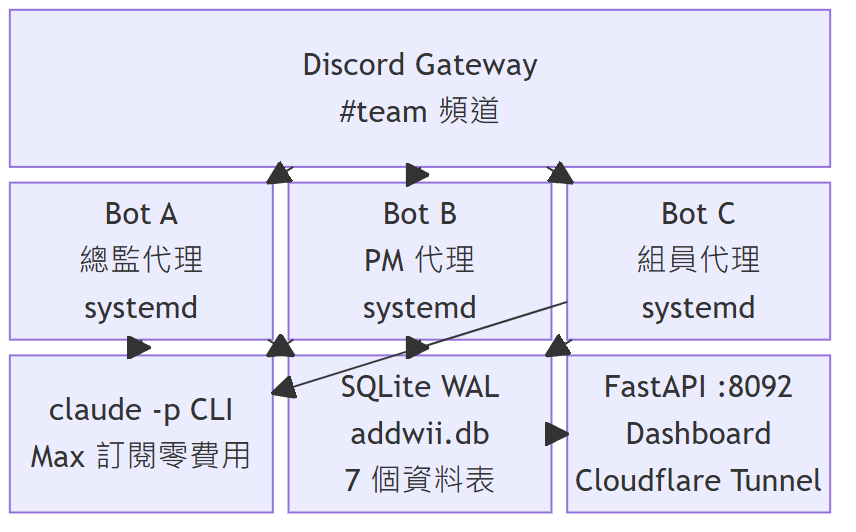 Discord Gateway
#team 頻道
Bot A
總監代理
systemd
Bot B
PM 代理
systemd
Bot C
組員代理
systemd
claude -p CLI
Max 訂閱零費用
SQLite WAL
addwii.db
7 個資料表
FastAPI :8092
Dashboard
Cloudflare Tunnel